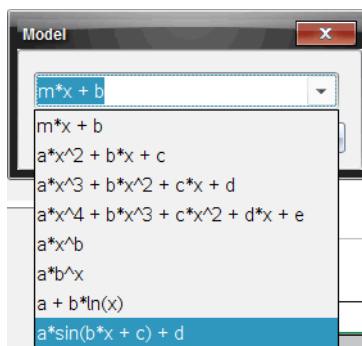 Model
x
m*x + b
m*x + b
a*x^2 + b*x + c
a*x^3 + b*x^2 + c*x + d
a*x^4 + b*x^3 + c*x^2 + d*x + e
a*x^b
a*b^x
a + b*ln(x)
a*sin(b*x + c) + d